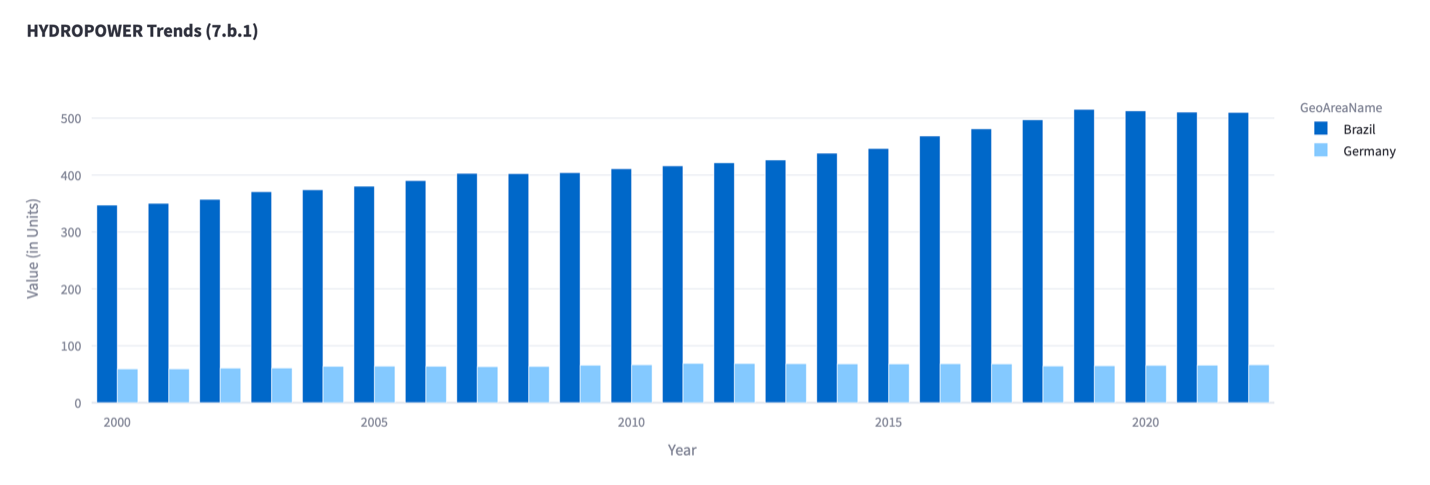 HYDROPOWER Trends (7.b.1)
GeoAreaName
Brazil
Germany
Value (in Units)
500
400
300
200
100
0
2000
2005
2010
2015
2020
Year